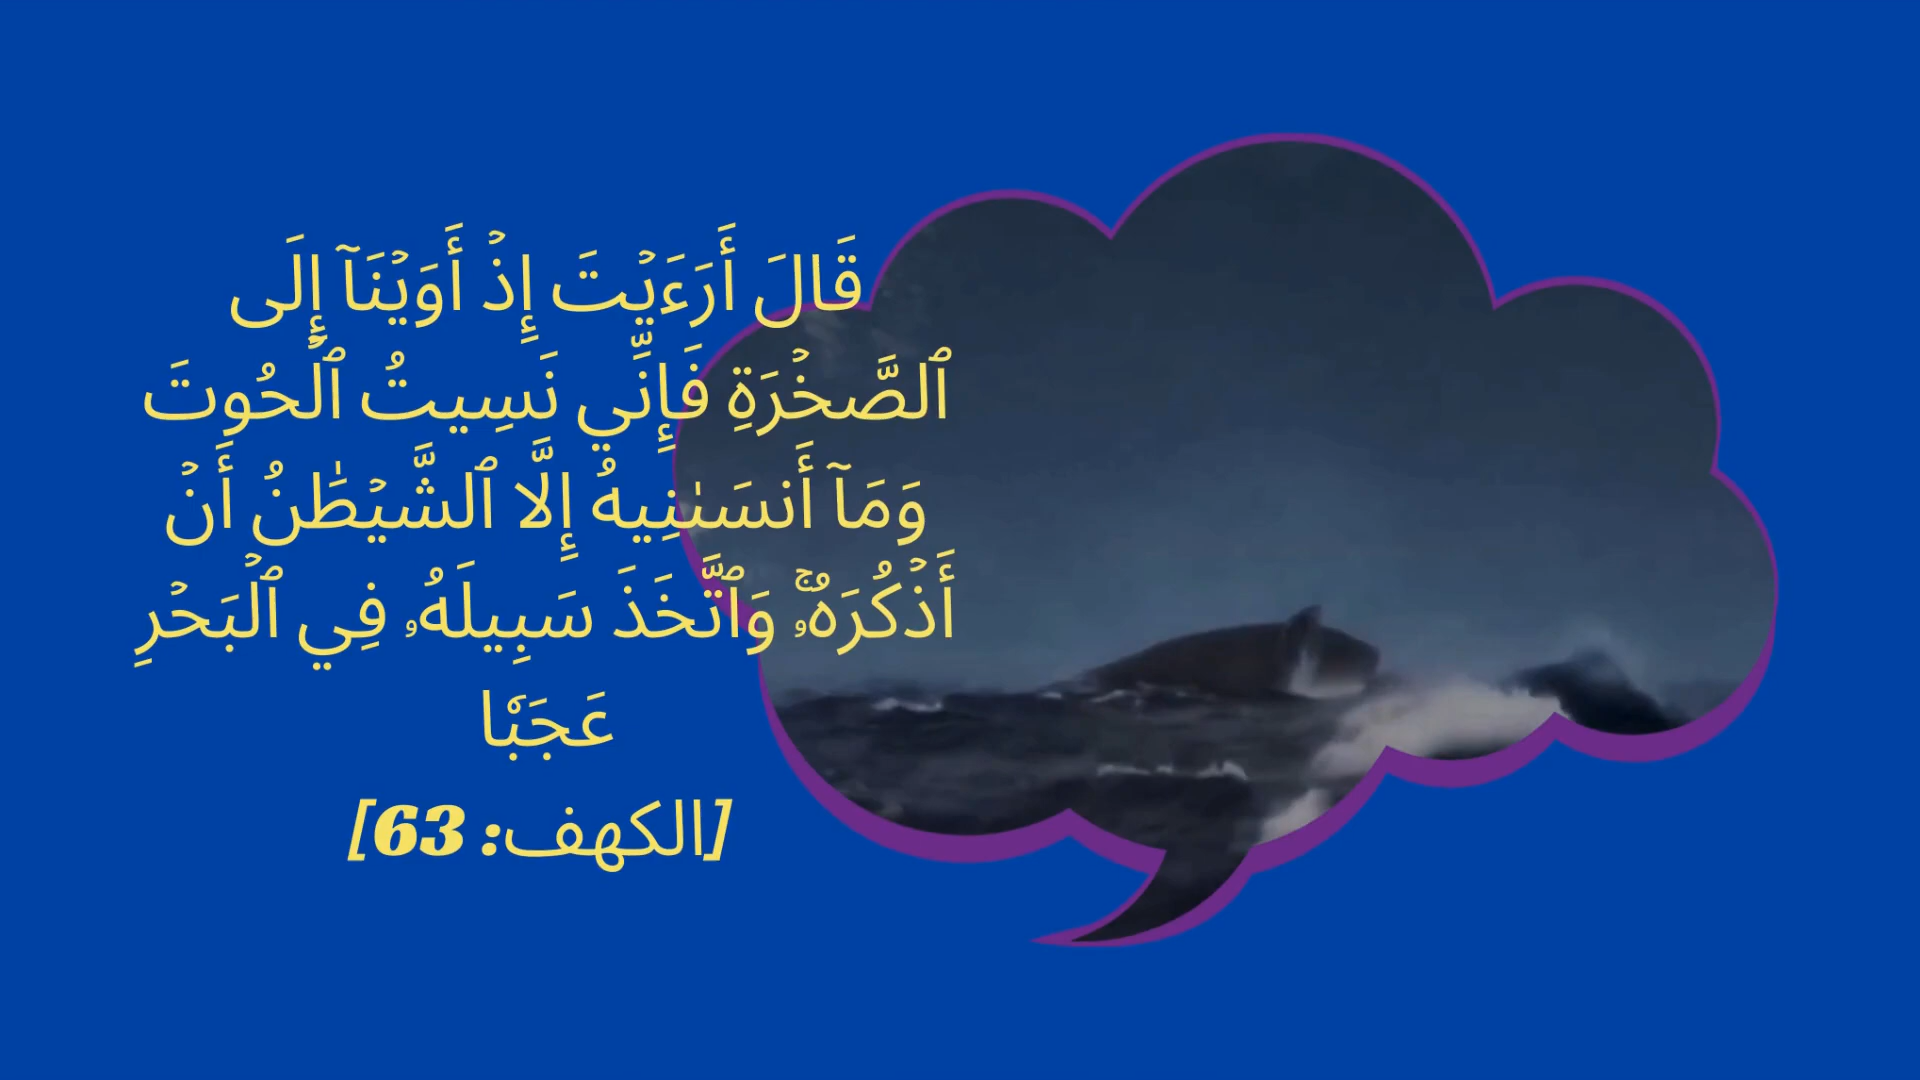 قَالَ أَرَءَيۡتَ إِذۡ أَوَيۡنَآ إِلَى
ٱلصَّخۡرَةِ فَإِنِّي نَسِيتُ ٱلۡحُوتَ
وَمَآ أَنسَىٰنِيهُ إِلَّا ٱلشَّيۡطَٰنُ أَنۡ
أَذۡكُرَهُۥۚ وَٱتَّخَذَ سَبِيلَهُۥ فِي ٱلۡبَحۡرِ
عَجَبٗا
[الكهف: 63]